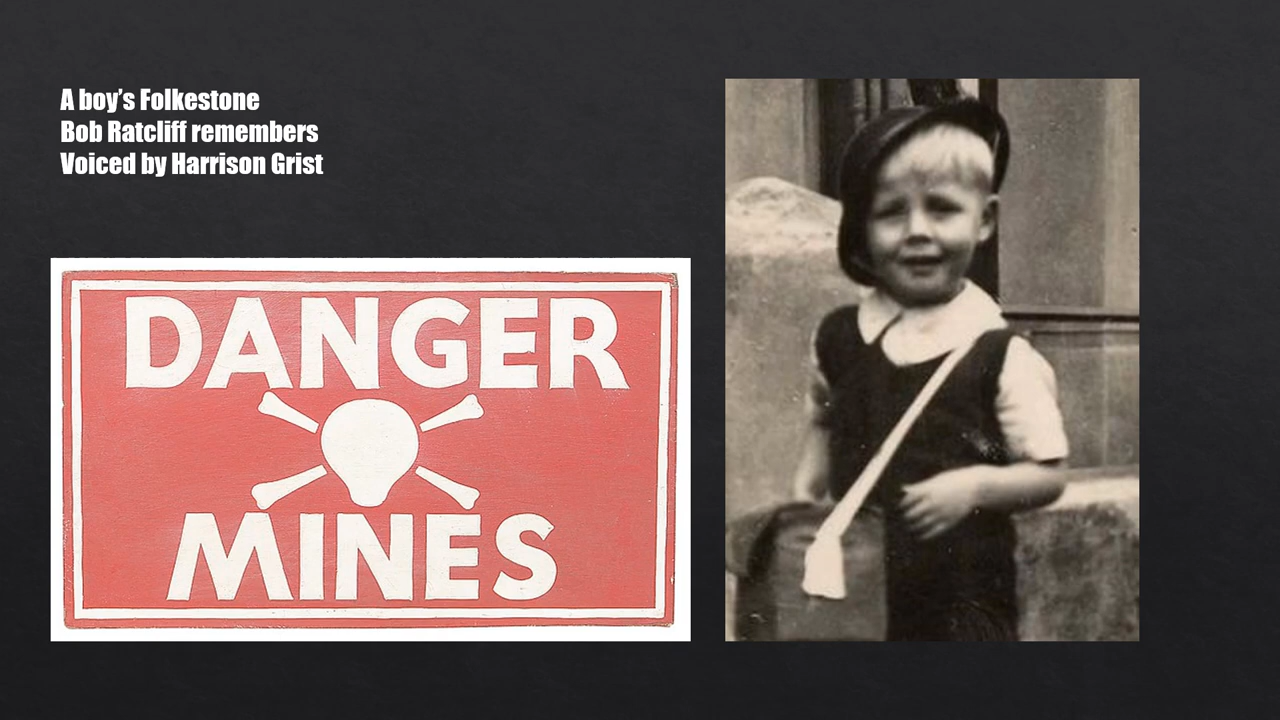 A boy’s Folkestone
Bob Ratcliff remembers
Voiced by Harrison Grist
DANGER
MINES